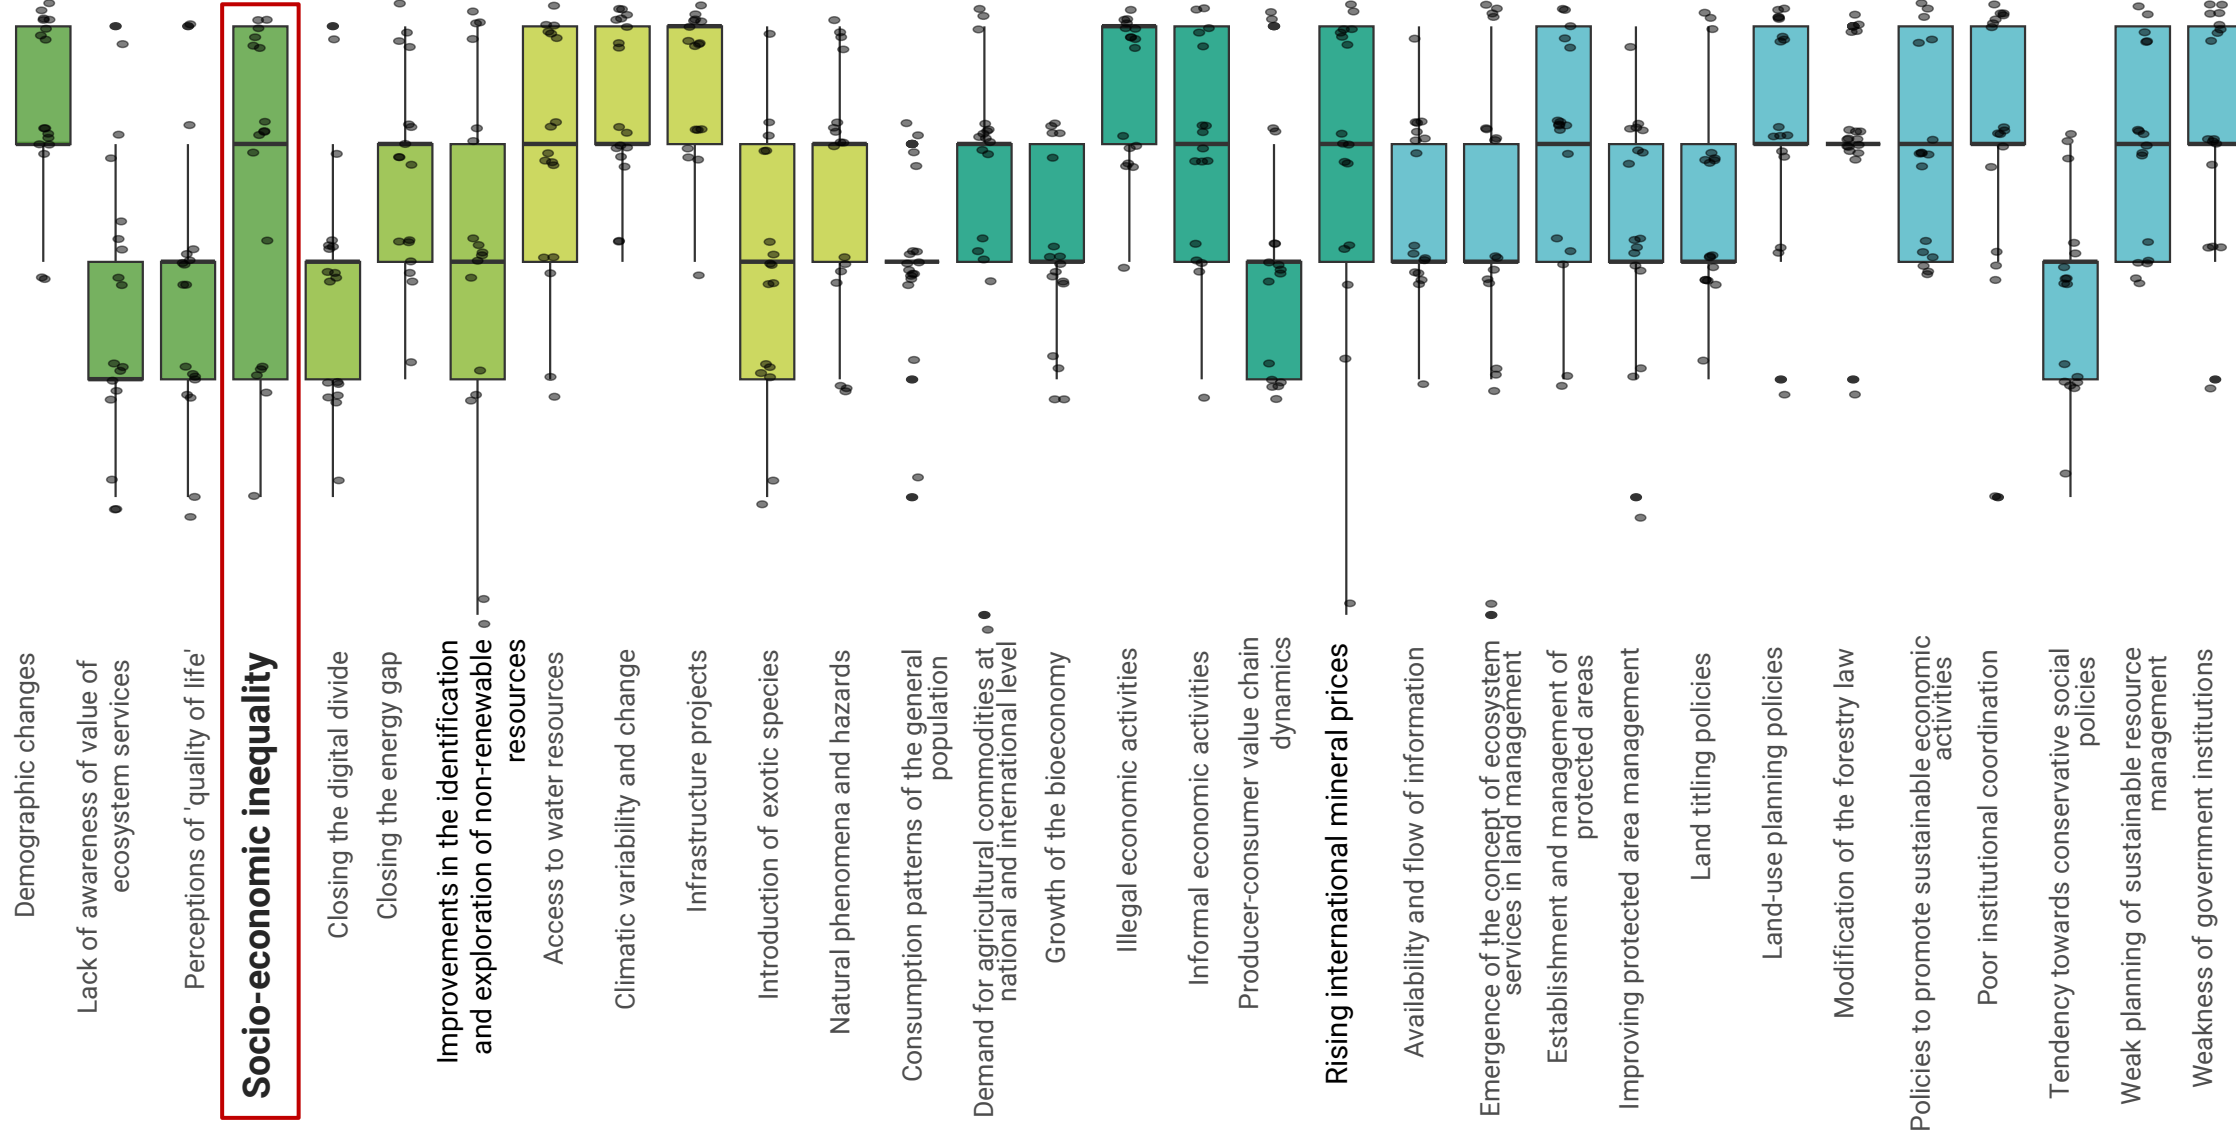 Demographic changes
Lack of awareness of value of
ecosystem services
Perceptions of 'quality of life'
Socio-economic inequality
Closing the digital divide
Closing the energy gap
Improvements in the identification
and exploration of non-renewable
resources
Access to water resources
Climatic variability and change
Infrastructure projects
Introduction of exotic species
Natural phenomena and hazards
Consumption patterns of the general
population
Demand for agricultural commodities at
national and international level
Growth of the bioeconomy
Illegal economic activities
Informal economic activities
Producer-consumer value chain
dynamics
Rising international mineral prices
Availability and flow of information
Emergence of the concept of ecosystem
services in land management
Establishment and management of
protected areas
Improving protected area management
Land titling policies
Land-use planning policies
Modification of the forestry law
Policies to promote sustainable economic
activities
Poor institutional coordination
Tendency towards conservative social
policies
Weak planning of sustainable resource
management
Weakness of government institutions